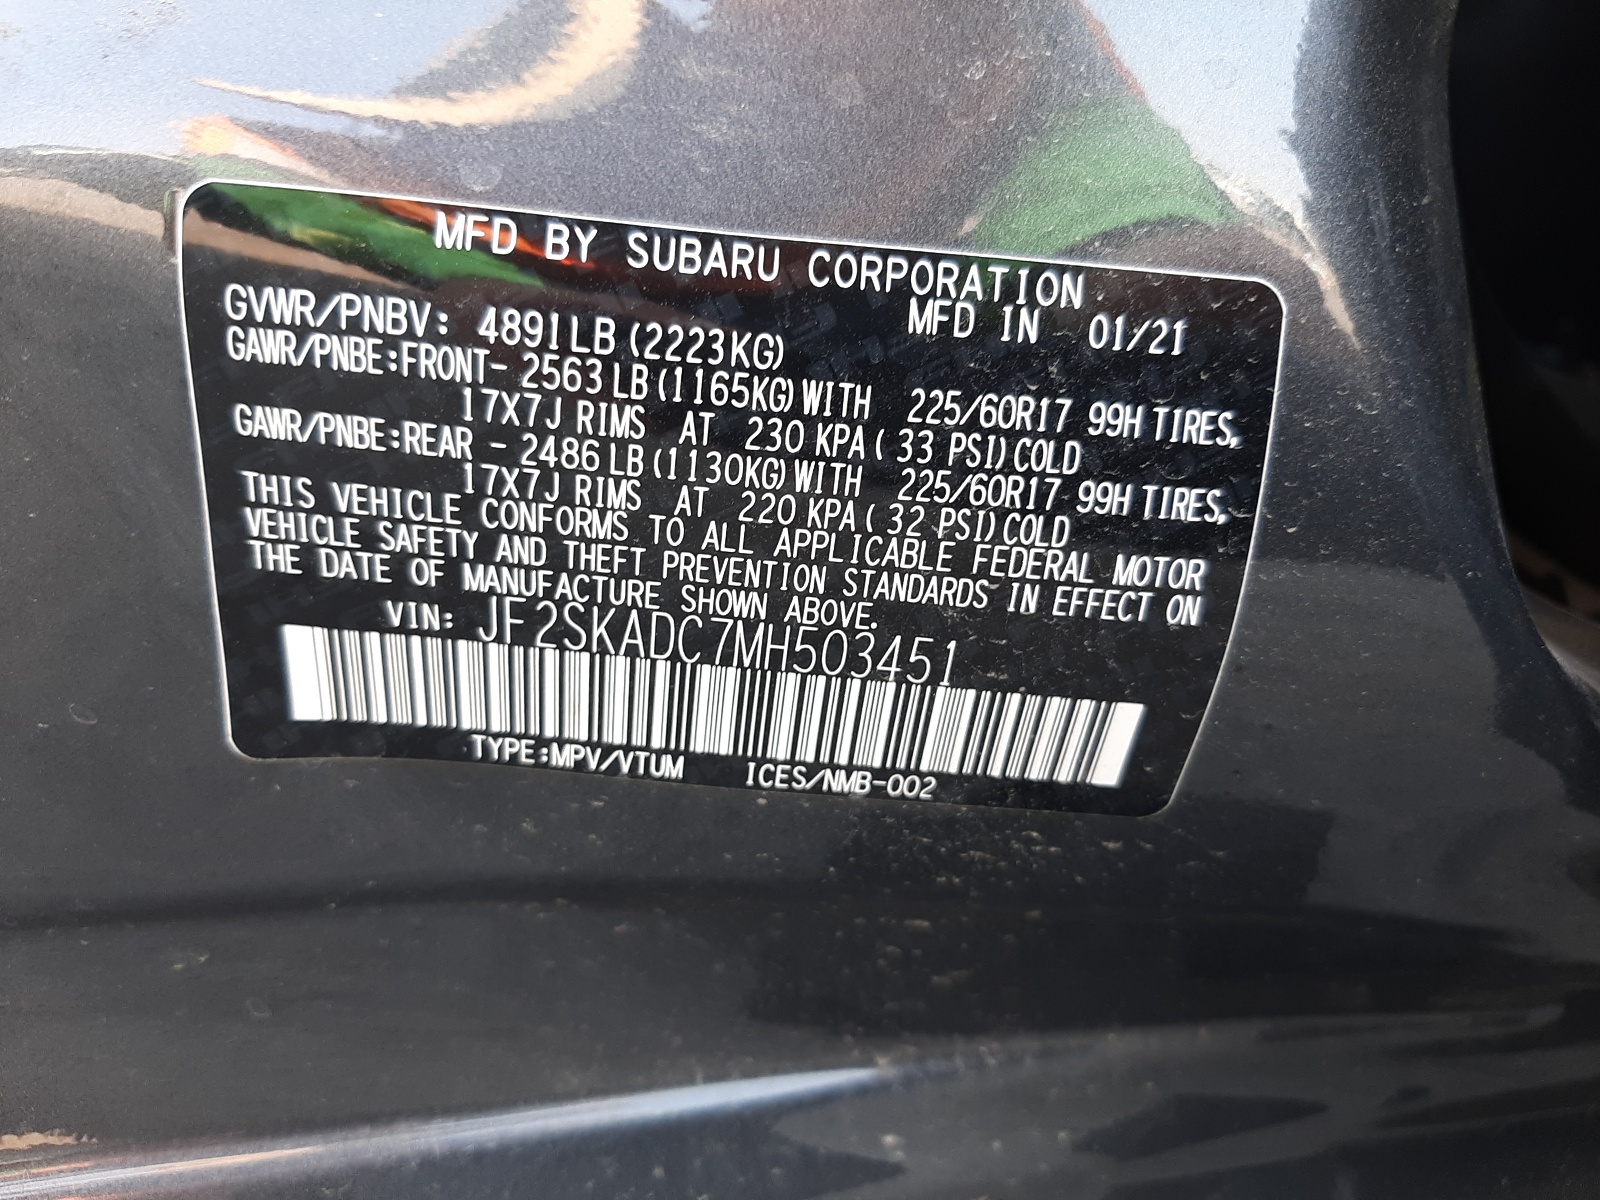 MFD BY SUBARU CORPORATION
MFD IN 01/21
GVWR/PNBV: 4891LB (2223KG)
GAWR/PNBE:FRONT- 2563LB(1165KG)WITH 225/60R17 99H TIRES,
17X7J RIMS AT 230 KPA( 33 PSI)COLD
GAWR/PNBE:REAR - 2486LB(1130KG)WITH 225/60R17 99H TIRES,
17X7J RIMS AT 220 KPA( 32 PSI)COLD
THIS VEHICLE CONFORMS TO ALL APPLICABLE FEDERAL MOTOR
VEHICLE SAFETY AND THEFT PREVENTION STANDARDS IN EFFECT ON
THE DATE OF MANUFACTURE SHOWN ABOVE.
VIN: JF2SKADC7MH503451
TYPE:MPV/VTUM ICES/NMB-002